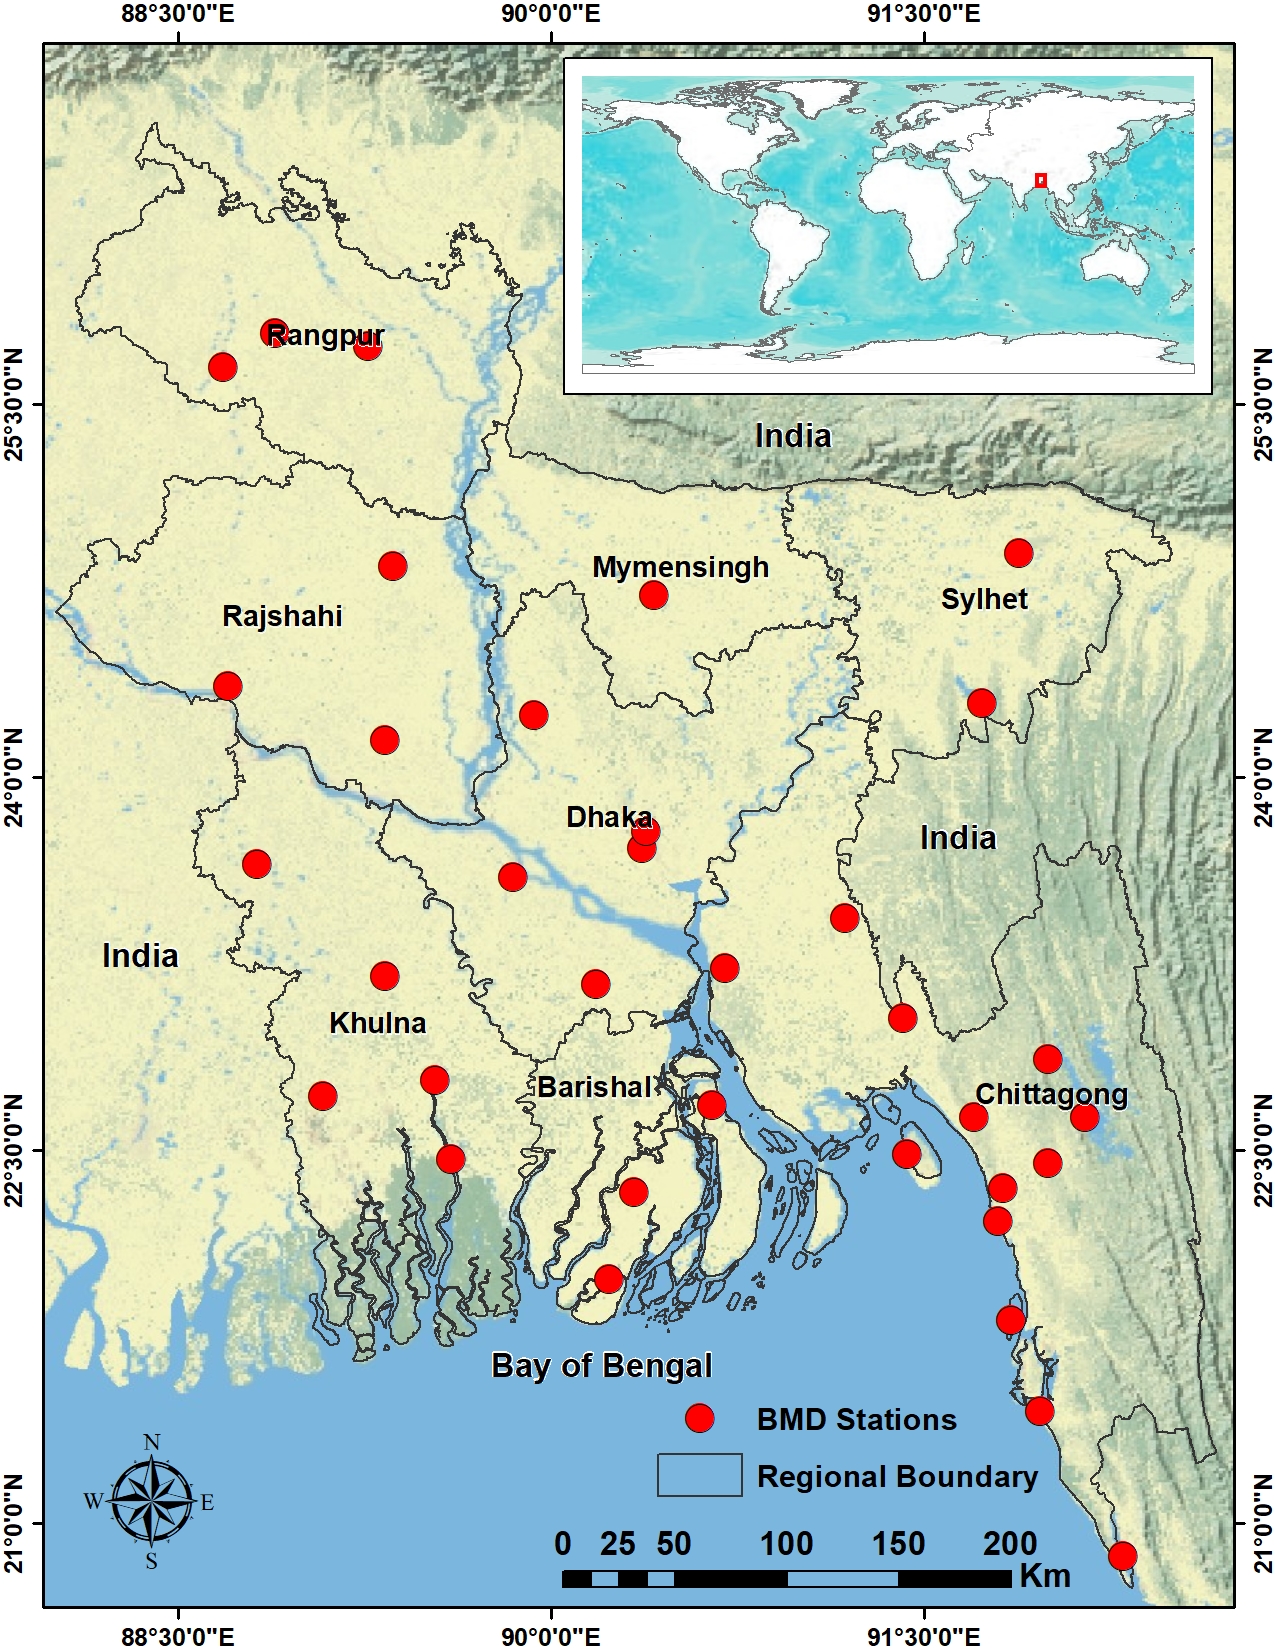 88°30'0"E 90°0'0"E 91°30'0"E
Rangpur
25°30'0"N 25°30'0"N
India
Mymensingh
Sylhet
Rajshahi
24°0'0"N 24°0'0"N
Dhaka
India
India
Khulna
Barishal
Chittagong
22°30'0"N 22°30'0"N
Bay of Bengal
BMD Stations
Regional Boundary
N
W E
S
21°0'0"N 21°0'0"N
0 25 50 100 150 200
Km
88°30'0"E 90°0'0"E 91°30'0"E